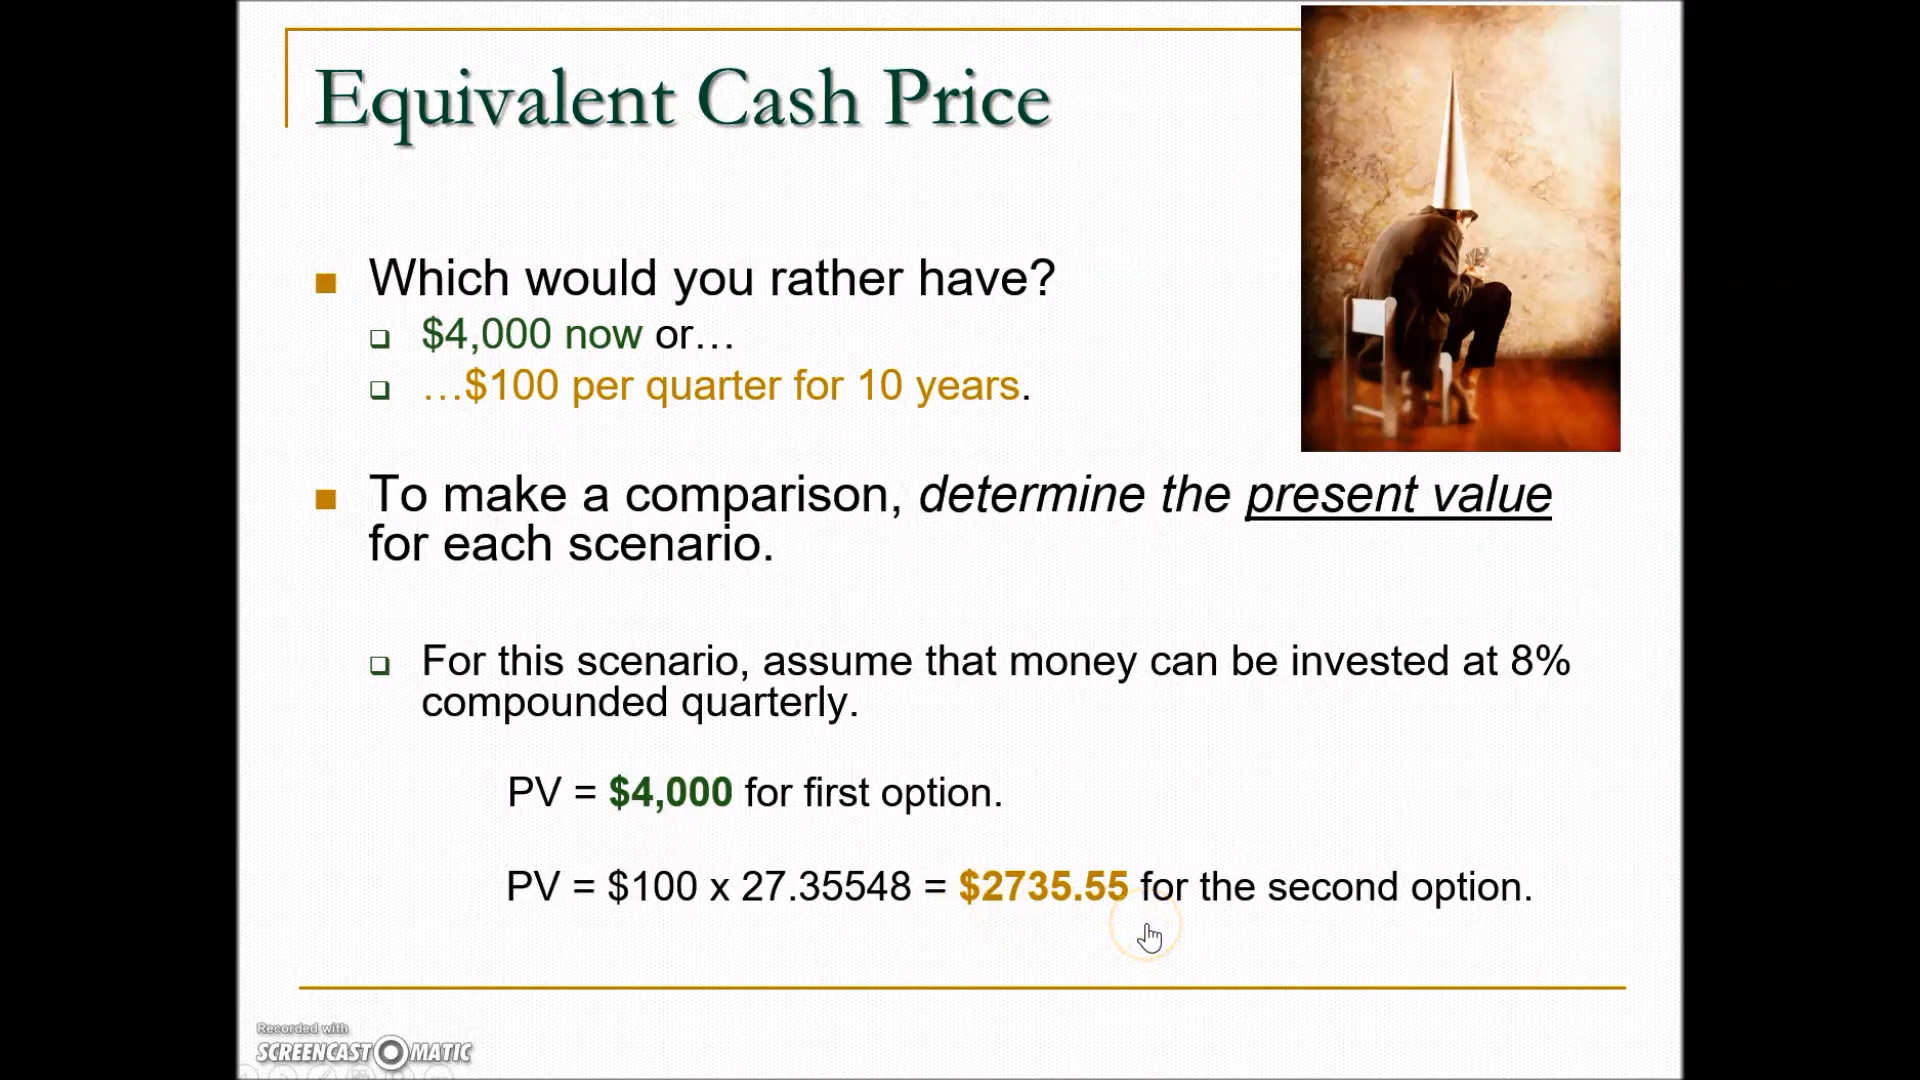 Equivalent Cash Price
Which would you rather have?
$4,000 now or…
…$100 per quarter for 10 years.
To make a comparison, determine the present value
for each scenario.
For this scenario, assume that money can be invested at 8%
compounded quarterly.
PV = $4,000 for first option.
PV = $100 x 27.35548 = $2735.55 for the second option.
Recorded with
SCREENCAST MATIC